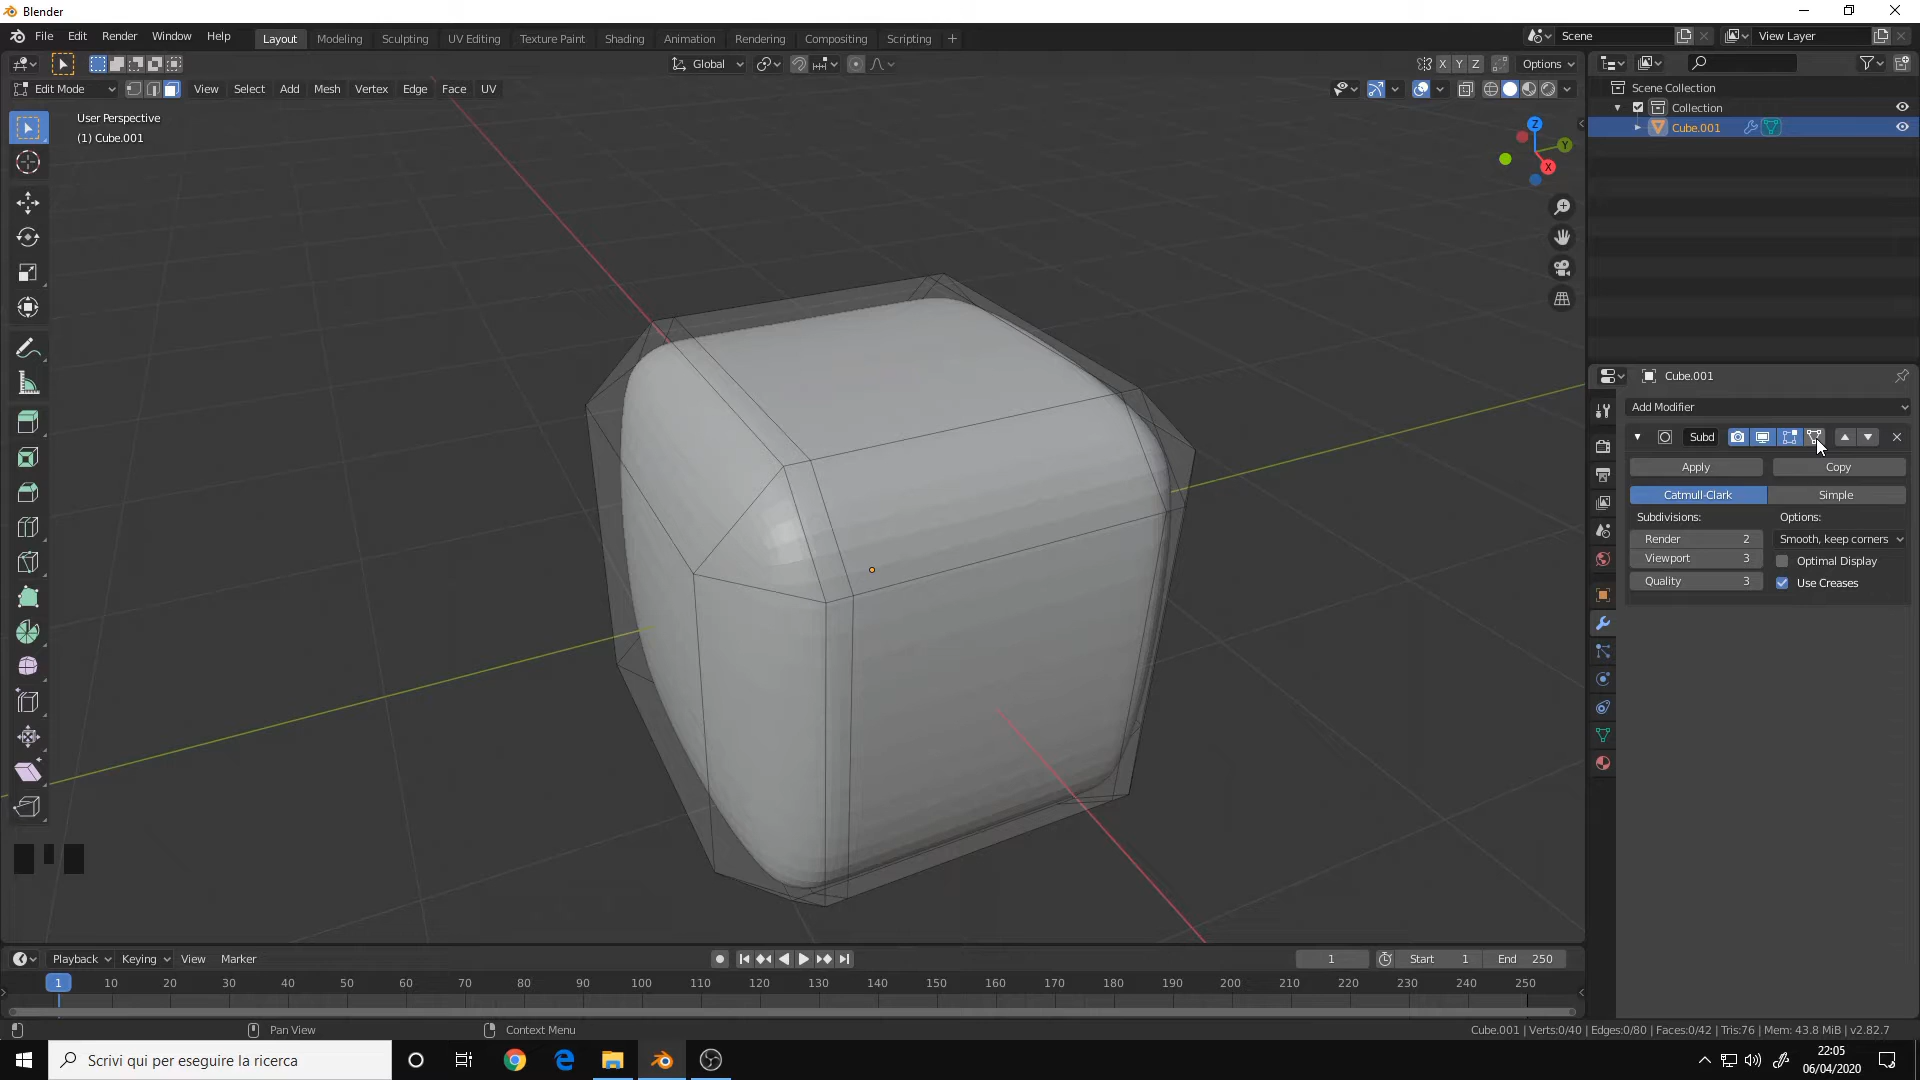 Blender
File Edit Render Window Help
Layout Modeling Sculpting UV Editing Texture Paint Shading Animation Rendering Compositing Scripting +
Scene View Layer
Global X Y Z Options
Edit Mode View Select Add Mesh Vertex Edge Face UV
User Perspective
(1) Cube.001
Z
Y
X
Scene Collection
Collection
Cube.001
Cube.001
Add Modifier
Subd
Apply Copy
Catmull-Clark Simple
Subdivisions: Options:
Render 2 Smooth, keep corners
Viewport 3 Optimal Display
Quality 3 Use Creases
Playback Keying View Marker 1 Start 1 End 250
1 10 20 30 40 50 60 70 80 90 100 110 120 130 140 150 160 170 180 190 200 210 220 230 240 250
Pan View Context Menu Cube.001 | Verts:0/40 | Edges:0/80 | Faces:0/42 | Tris:76 | Mem: 43.8 MiB | v2.82.7
Scrivi qui per eseguire la ricerca
22:05
06/04/2020